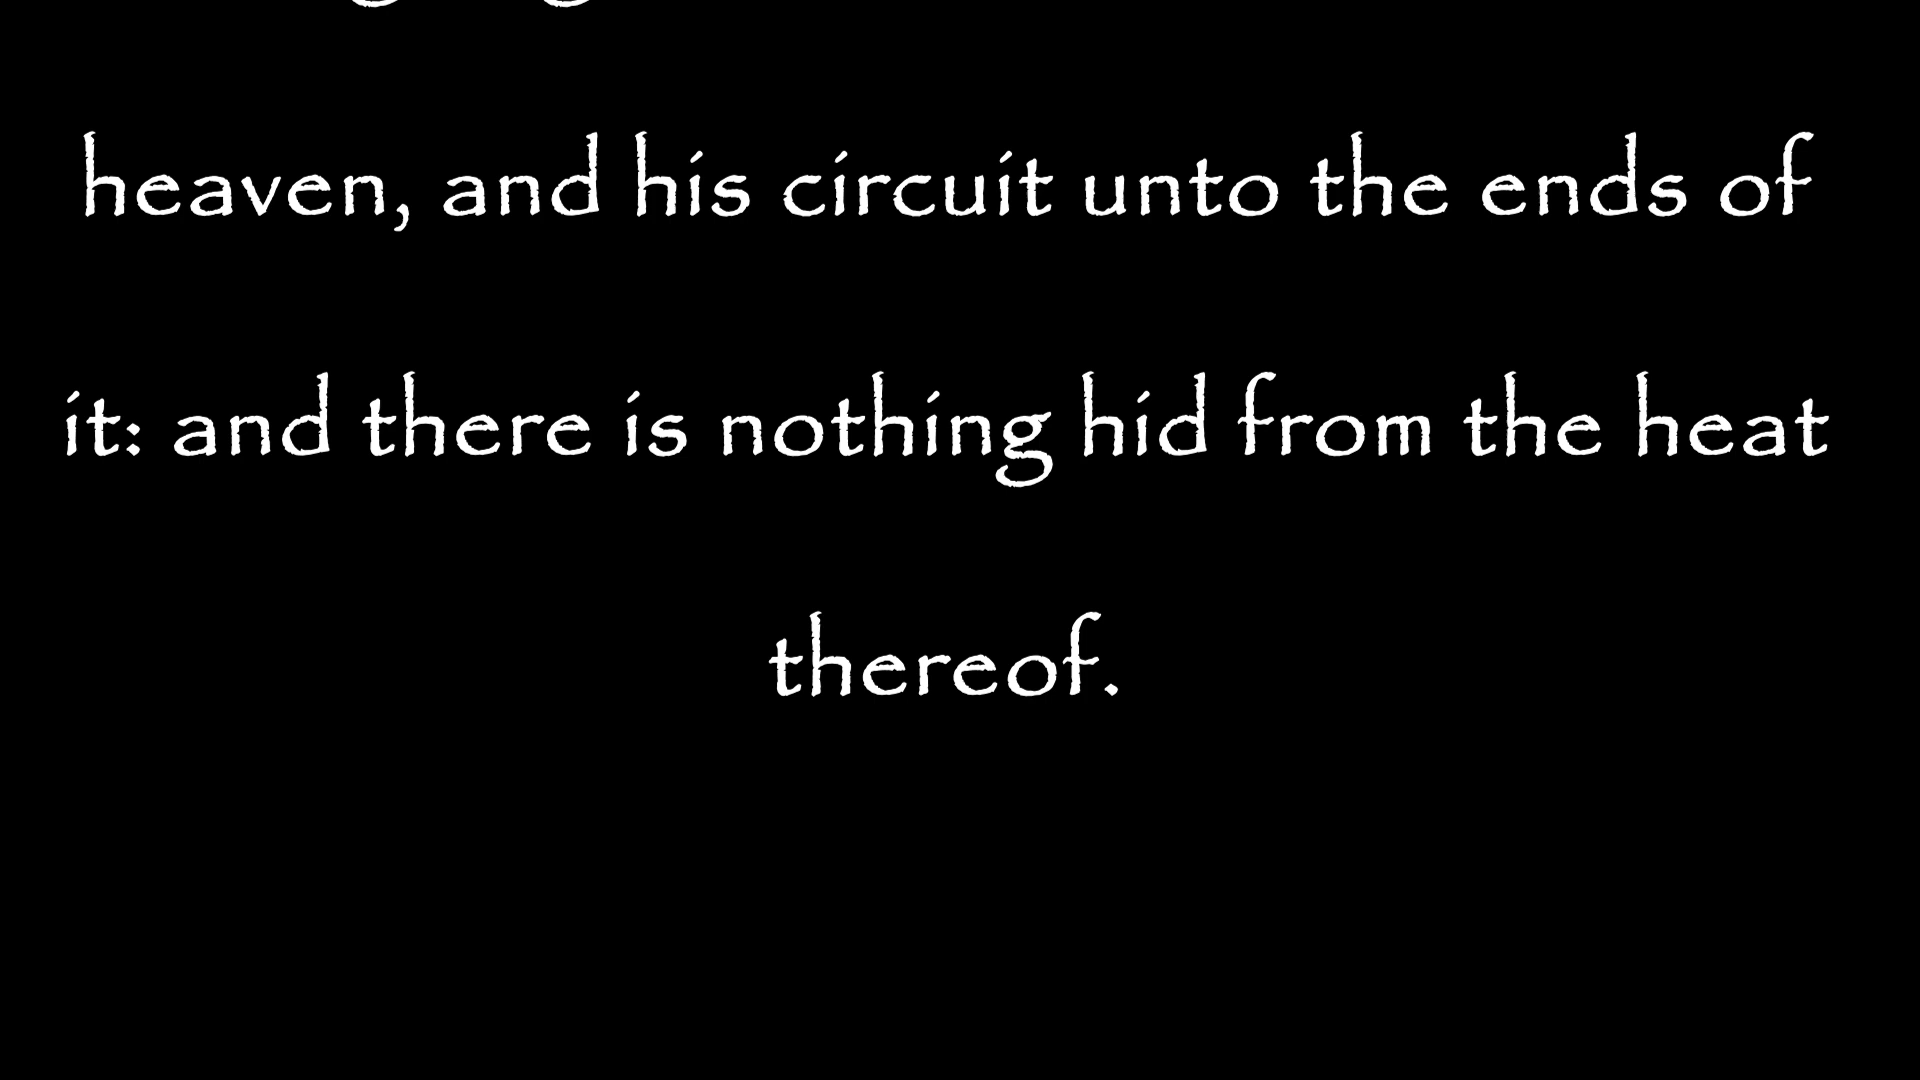 heaven, and his circuit unto the ends of
it: and there is nothing hid from the heat
thereof.